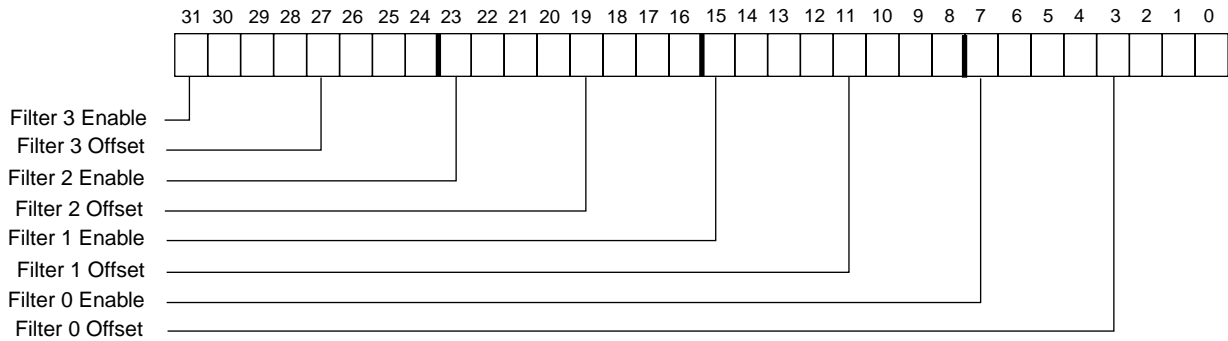 31 30 29 28 27 26 25 24 23 22 21 20 19 18 17 16 15 14 13 12 11 10 9 8 7 6 5 4 3 2 1 0
Filter 3 Enable
Filter 3 Offset
Filter 2 Enable
Filter 2 Offset
Filter 1 Enable
Filter 1 Offset
Filter 0 Enable
Filter 0 Offset